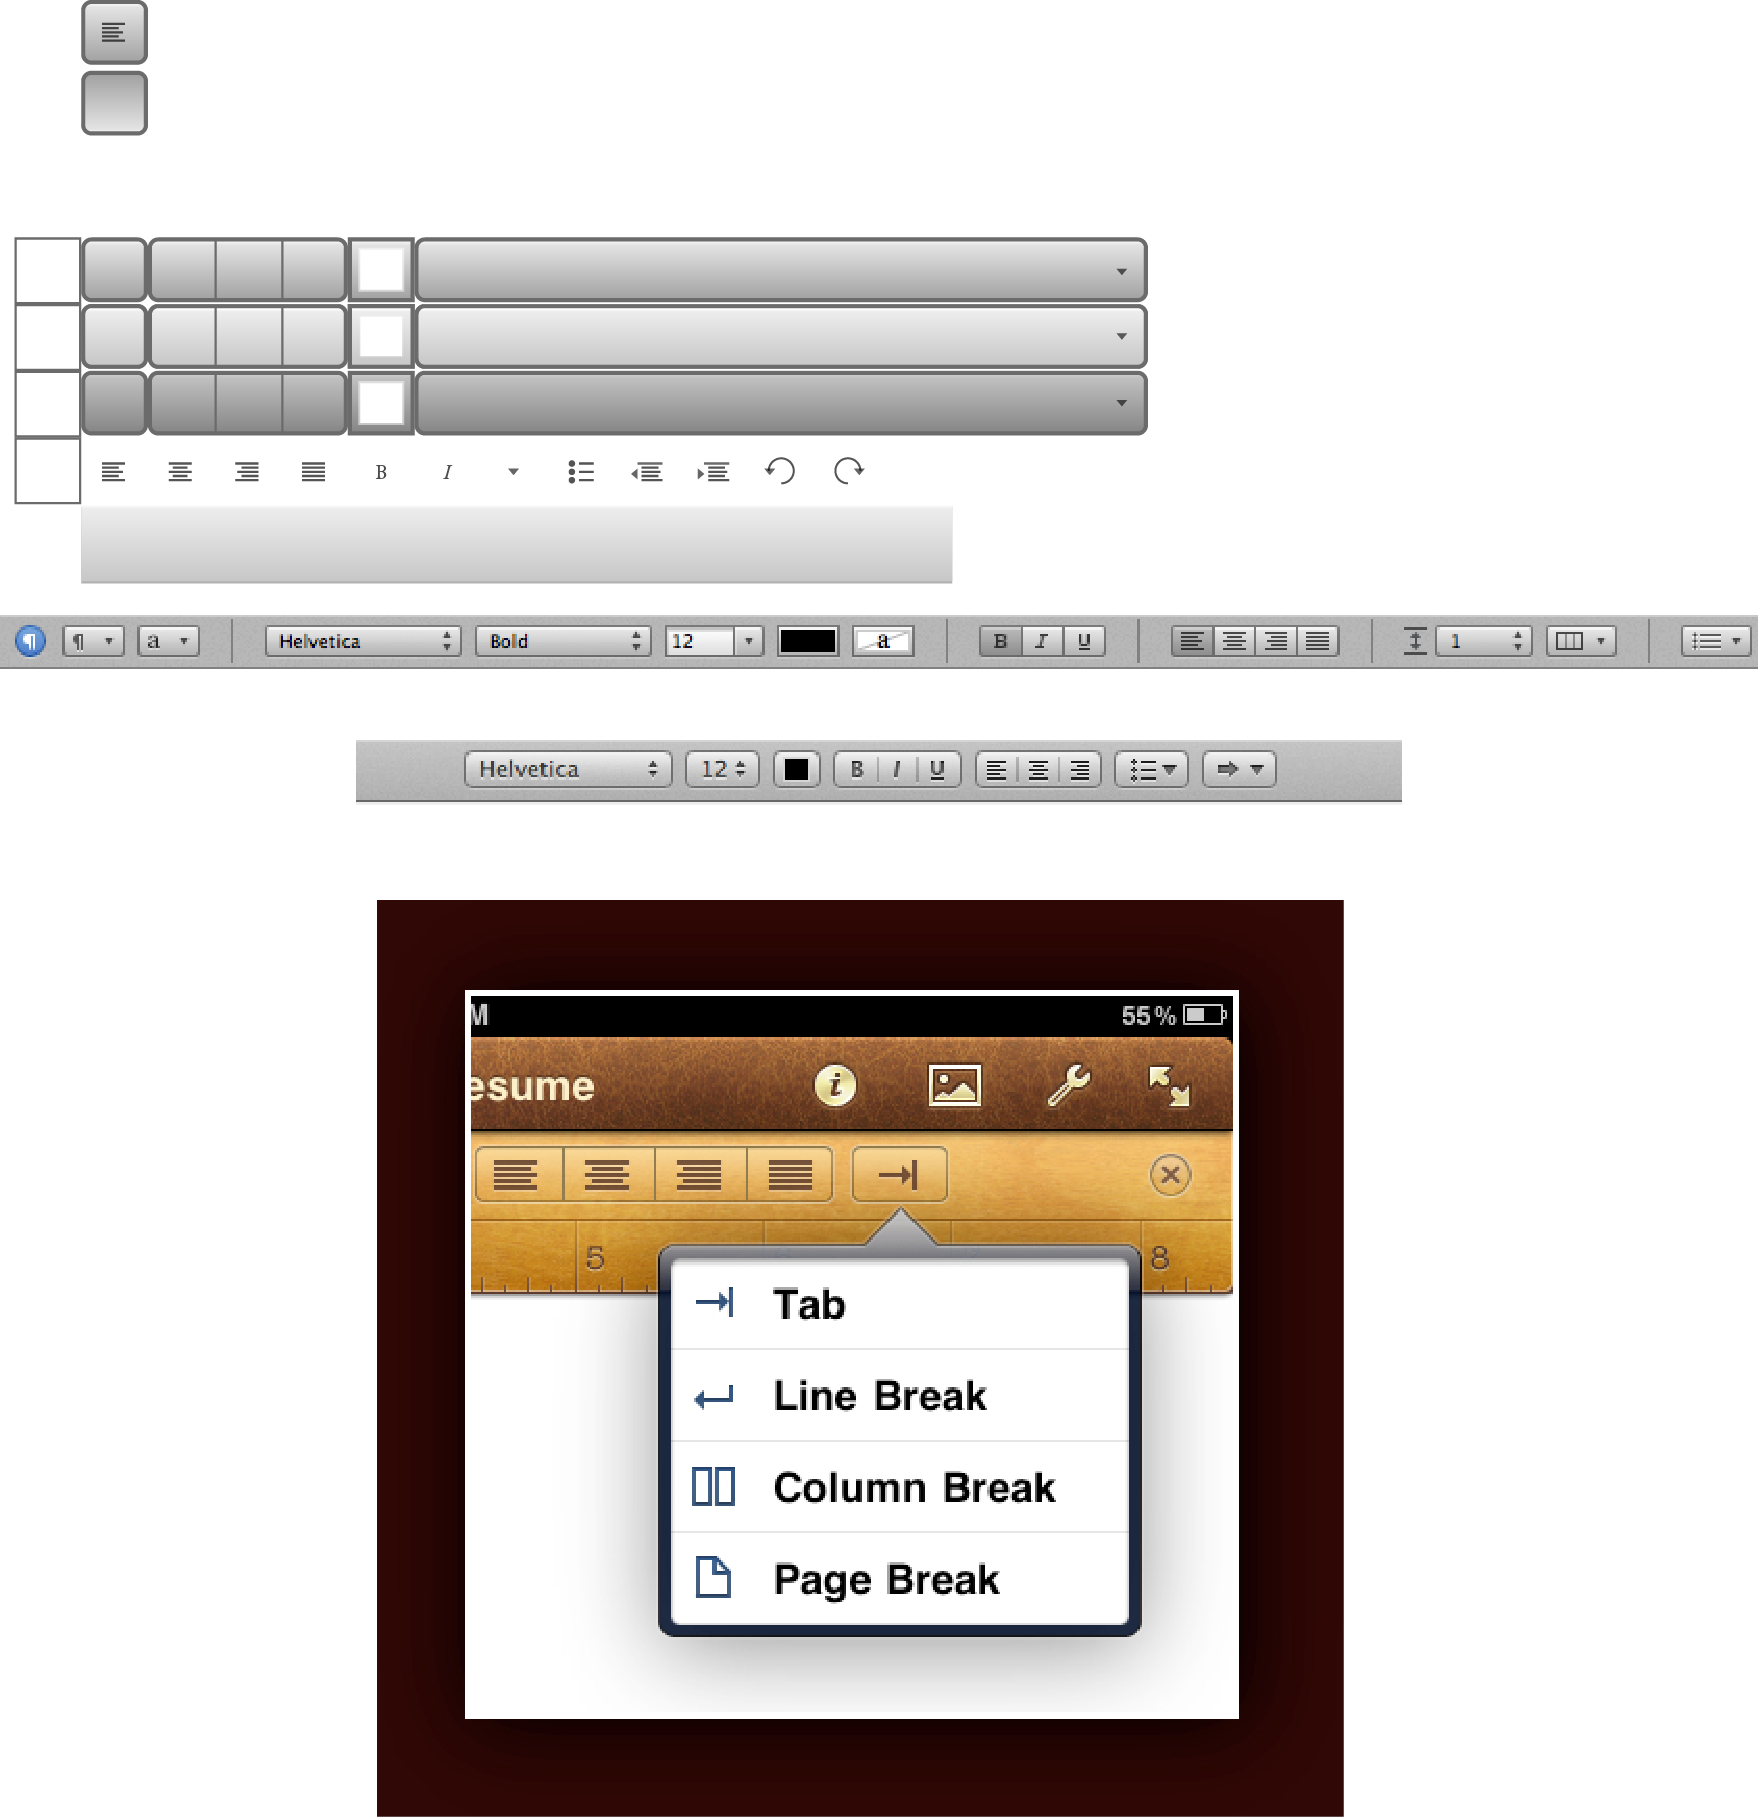 B I
¶ ¶ a Helvetica Bold 12 a B I U 1
Helvetica 12 B I U
M 55 %
esume i
5 8
Tab
Line Break
Column Break
Page Break